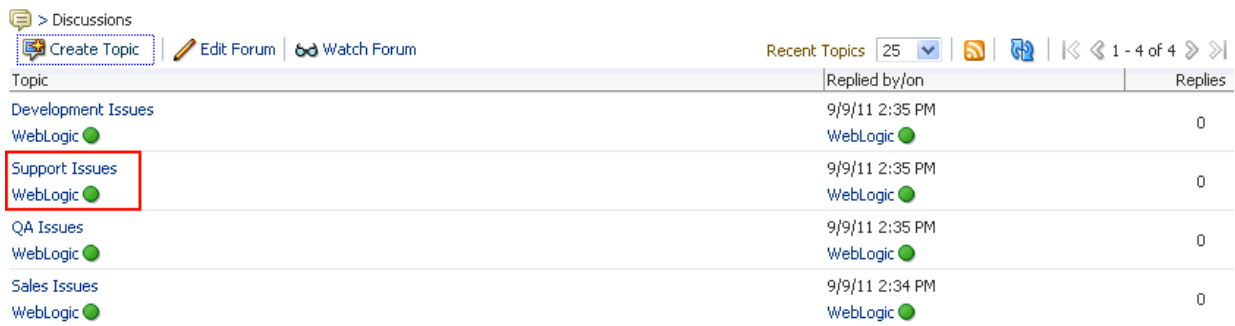 > Discussions
Create Topic Edit Forum Watch Forum Recent Topics 25 1 - 4 of 4
Topic Replied by/on Replies
Development Issues 9/9/11 2:35 PM
WebLogic WebLogic 0
Support Issues 9/9/11 2:35 PM
WebLogic WebLogic 0
QA Issues 9/9/11 2:35 PM
WebLogic WebLogic 0
Sales Issues 9/9/11 2:34 PM
WebLogic WebLogic 0